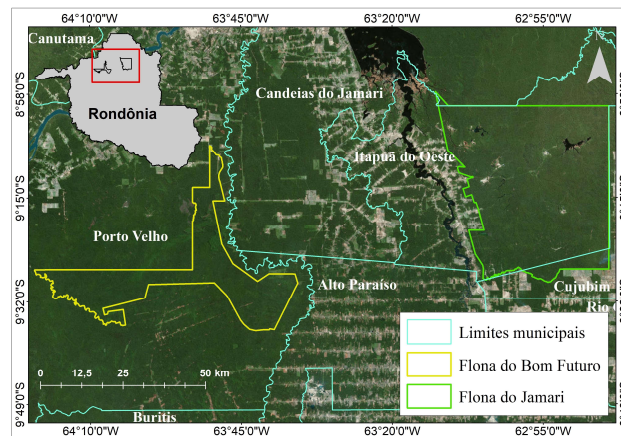 64°10'0"W 63°45'0"W 63°20'0"W 62°55'0"W
Canutama
8°58'0"S
Rondônia
Candeias do Jamari
Itapuã do Oeste
9°15'0"S
Porto Velho
Alto Paraíso
Cujubim
Rio
9°32'0"S
Limites municipais
Flona do Bom Futuro
Flona do Jamari
0 12,5 25 50 km
Buritis
9°49'0"S
64°10'0"W 63°45'0"W 63°20'0"W 62°55'0"W